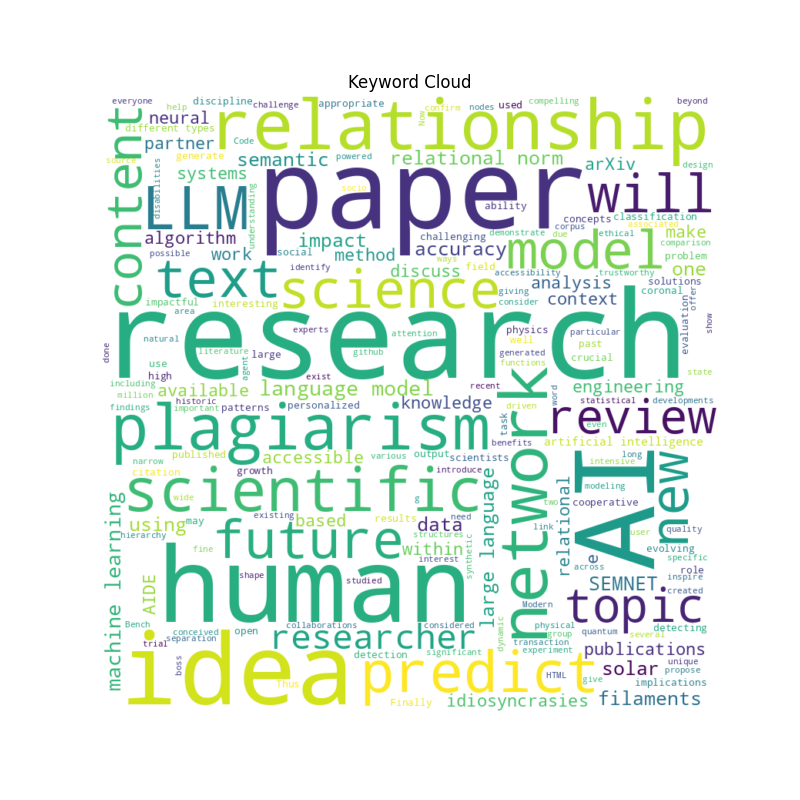 Keyword Cloud
everyone help discipline challenge appropriate confirm nodes used compelling beyond
content neural different types relationship Now
partner source generate Code semantic powered relational norm arXiv design
systems paper will
disabilities LLM understanding socio ability concepts classification associated
algorithm impact challenging corpus demonstrate due ethical make
possible work social method accuracy model comparison problem
text identify ways field discuss accessibility trustworthy one
impactful interesting science giving consider analysis solutions coronal
area context offer evaluation
research show
done natural experts attention physics particular past
literature github well generated functions crucial
use agent large exist recent state
including high available language model engineering
million historic patterns personalized knowledge word statistical developments
findings important plagiarism driven task review even
published accessible various output benefits artificial intelligence
narrow citation growth scientists introduce intensive long
wide scientific network AI new modeling
machine learning g large language two cooperative quality
using may existing based results data need link user
hierarchy fine future structures within relational e evolving specific
shape human studied interest synthetic across SEMNET role inspire created
AIDE Modern physical topic
Bench conceived open collaborations considered group quantum several detecting
separation researcher dynamic transaction publications
trial detection significant experiment unique
boss idea predict HTML solar propose
Thus give implications
Finally idiosyncrasies filaments